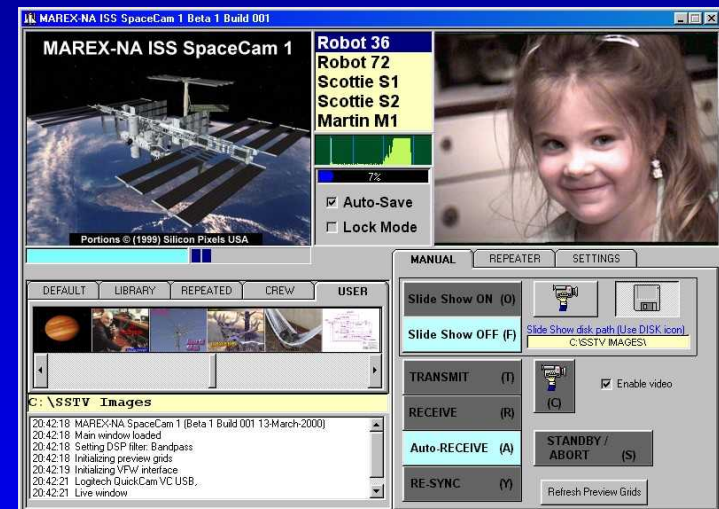 MAREX-NA ISS SpaceCam 1 Beta 1 Build 001
MAREX-NA ISS SpaceCam 1
Portions © (1999) Silicon Pixels USA
Robot 36
Robot 72
Scottie S1
Scottie S2
Martin M1
7%
Auto-Save
Lock Mode
DEFAULT
LIBRARY
REPEATED
CREW
USER
C:\SSTV Images
20:42:18 MAREX-NA ISS SpaceCam 1 (Beta 1 Build 001 13-March-2000)
20:42:18 Main window loaded
20:42:18 Setting DSP filter: Bandpass
20:42:18 Initializing preview grids
20:42:19 Initializing VFW interface
20:42:21 Logitech QuickCam VC USB,
20:42:21 Live window
MANUAL
REPEATER
SETTINGS
Slide Show ON (O)
Slide Show OFF (F)
Slide Show disk path (Use DISK icon)
C:\SSTV IMAGES\
TRANSMIT (T)
RECEIVE (R)
Auto-RECEIVE (A)
RE-SYNC (Y)
(C)
Enable video
STANDBY /
ABORT (S)
Refresh Preview Grids